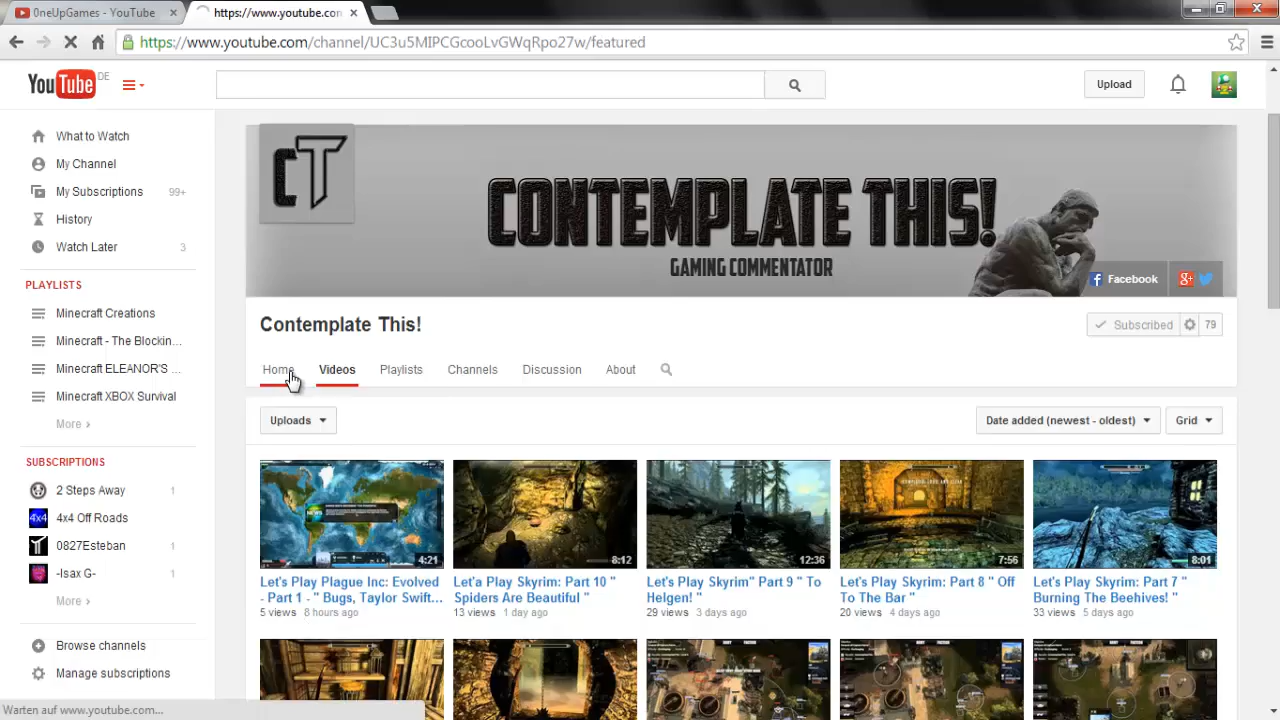 0neUpGames - YouTube
https://www.youtube.con
https://www.youtube.com/channel/UC3u5MIPCGcooLvGWqRpo27w/featured
YouTube DE
Upload
What to Watch
My Channel
My Subscriptions 99+
History
Watch Later 3
PLAYLISTS
Minecraft Creations
Minecraft - The Blockin...
Minecraft ELEANOR'S ...
Minecraft XBOX Survival
More ›
SUBSCRIPTIONS
2 Steps Away 1
4x4 4x4 Off Roads
0827Esteban 1
-Isax G- 1
More ›
Browse channels
Manage subscriptions
CT
CONTEMPLATE THIS!
GAMING COMMENTATOR
Facebook
Contemplate This!
Subscribed 79
Home Videos Playlists Channels Discussion About
Uploads
Date added (newest - oldest) Grid
4:21 8:12 12:36 7:56 8:01
Let's Play Plague Inc: Evolved
- Part 1 - " Bugs, Taylor Swift...
5 views 8 hours ago
Let'a Play Skyrim: Part 10 "
Spiders Are Beautiful "
13 views 1 day ago
Let's Play Skyrim" Part 9 " To
Helgen! "
29 views 3 days ago
Let's Play Skyrim: Part 8 " Off
To The Bar "
20 views 4 days ago
Let's Play Skyrim: Part 7 "
Burning The Beehives! "
33 views 5 days ago
Warten auf www.youtube.com...